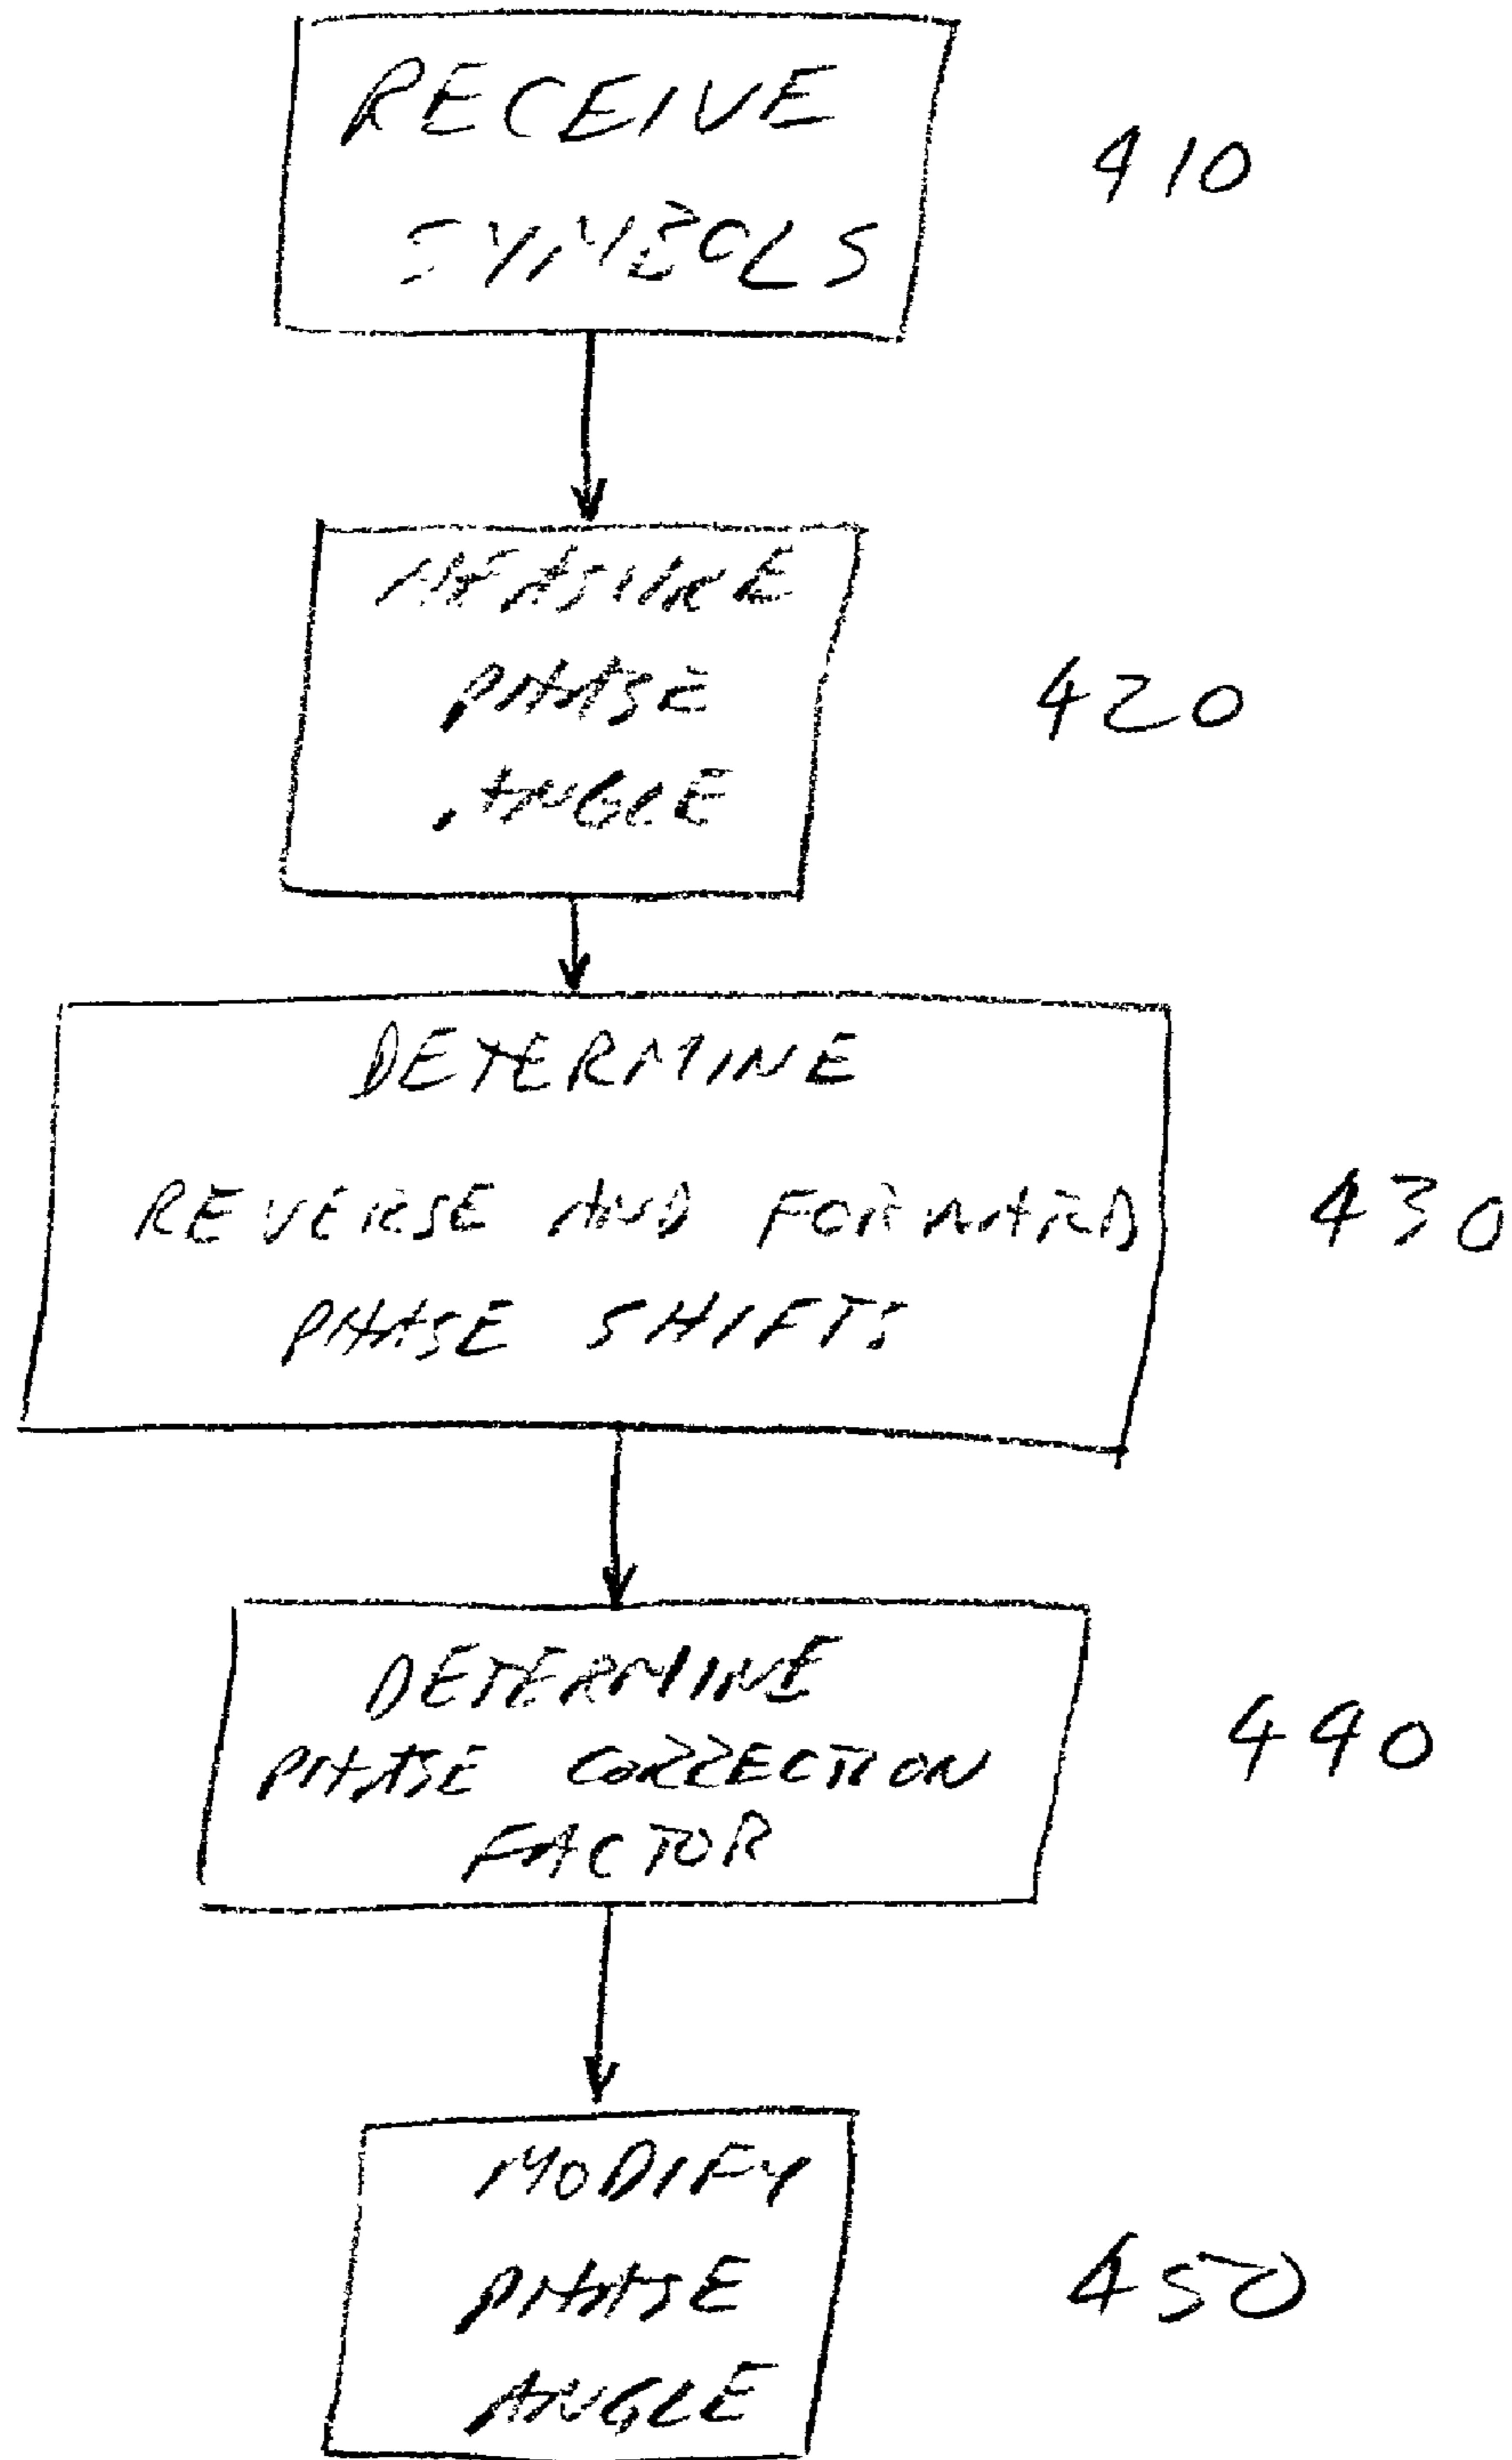 RECEIVE
SYMBOLS
410
MEASURE
PHASE
ANGLE
420
DETERMINE
REVERSE AND FORWARD
PHASE SHIFTS
430
DETERMINE
PHASE CORRECTION
FACTOR
440
MODIFY
PHASE
ANGLE
450